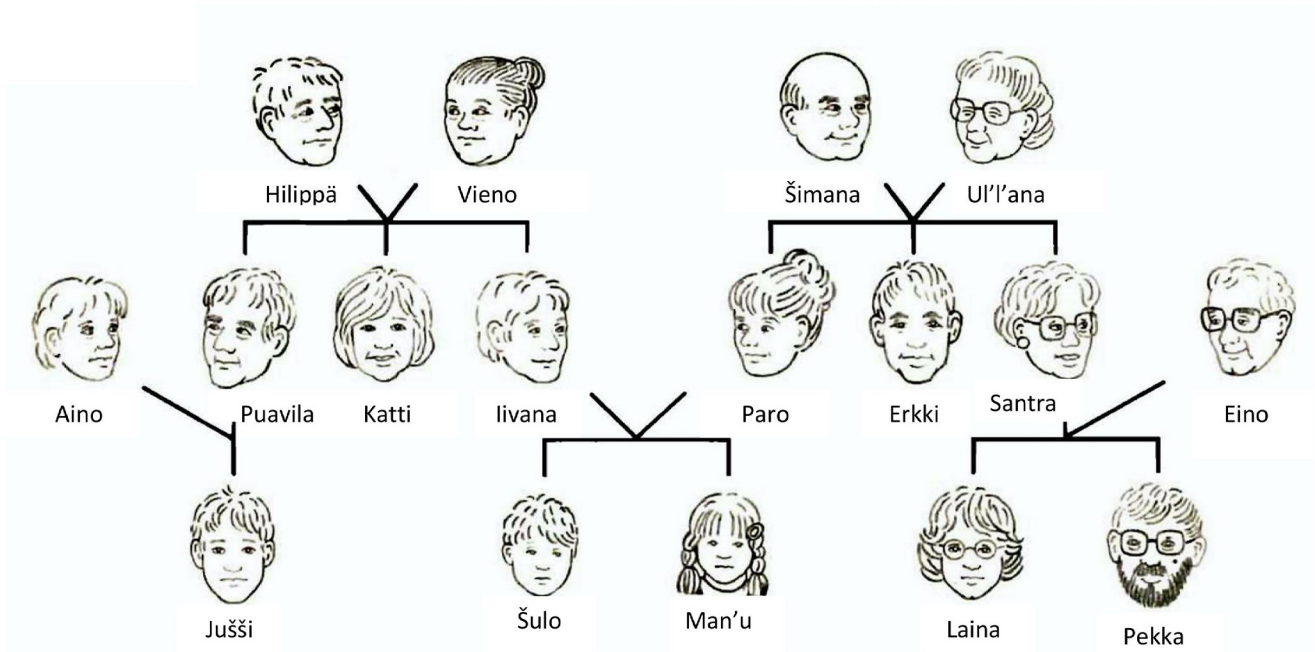 Hilippä Vieno Šimana Ul’l’ana
Aino Puavila Katti Iivana Paro Erkki Santra Eino
Jušši Šulo Man’u Laina Pekka